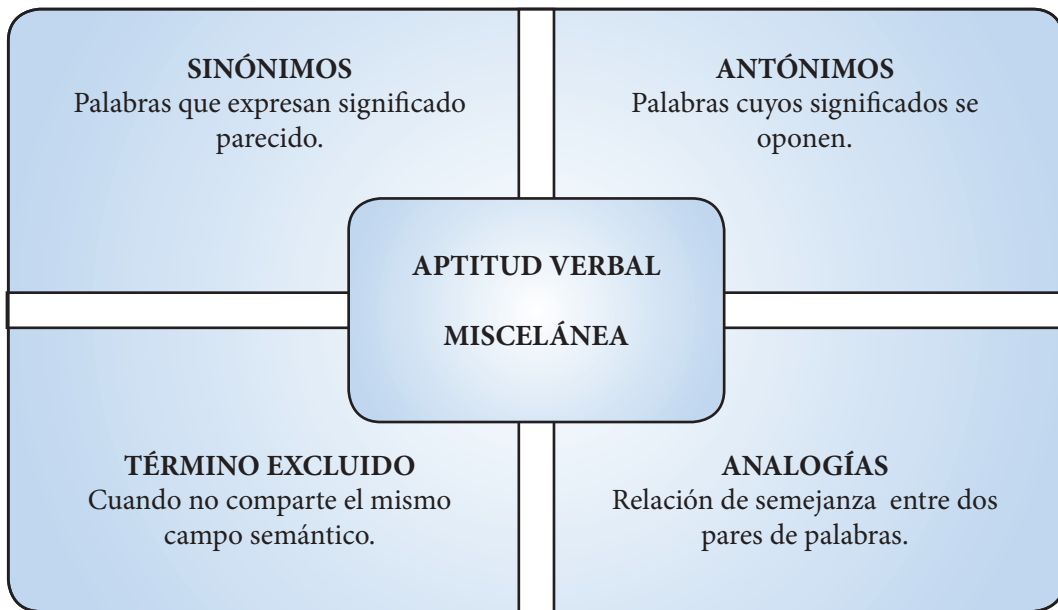 SINÓNIMOS
Palabras que expresan significado
parecido.
ANTÓNIMOS
Palabras cuyos significados se
oponen.
APTITUD VERBAL
MISCELÁNEA
TÉRMINO EXCLUIDO
Cuando no comparte el mismo
campo semántico.
ANALOGÍAS
Relación de semejanza entre dos
pares de palabras.